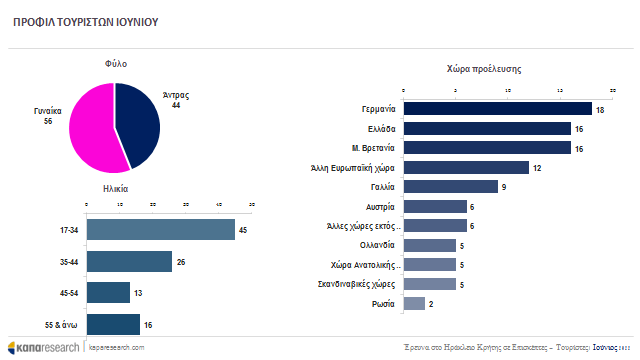 ΠΡΟΦΙΛ ΤΟΥΡΙΣΤΩΝ ΙΟΥΝΙΟΥ
Φύλο
Γυναίκα
56
Άντρας
44
Ηλικία
0 10 20 30 40 50
17-34 45
35-44 26
45-54 13
55 & άνω 16
Χώρα προέλευσης
0 5 10 15 20
Γερμανία 18
Ελλάδα 16
Μ. Βρετανία 16
Άλλη Ευρωπαϊκή χώρα 12
Γαλλία 9
Αυστρία 6
Άλλες χώρες εκτός .. 6
Ολλανδία 5
Χώρα Ανατολικής .. 5
Σκανδιναβικές χώρες 5
Ρωσία 2
καπαresearch | kaparesearch.com
Έρευνα στο Ηράκλειο Κρήτης σε Επισκέπτες – Τουρίστες: Ιούνιος